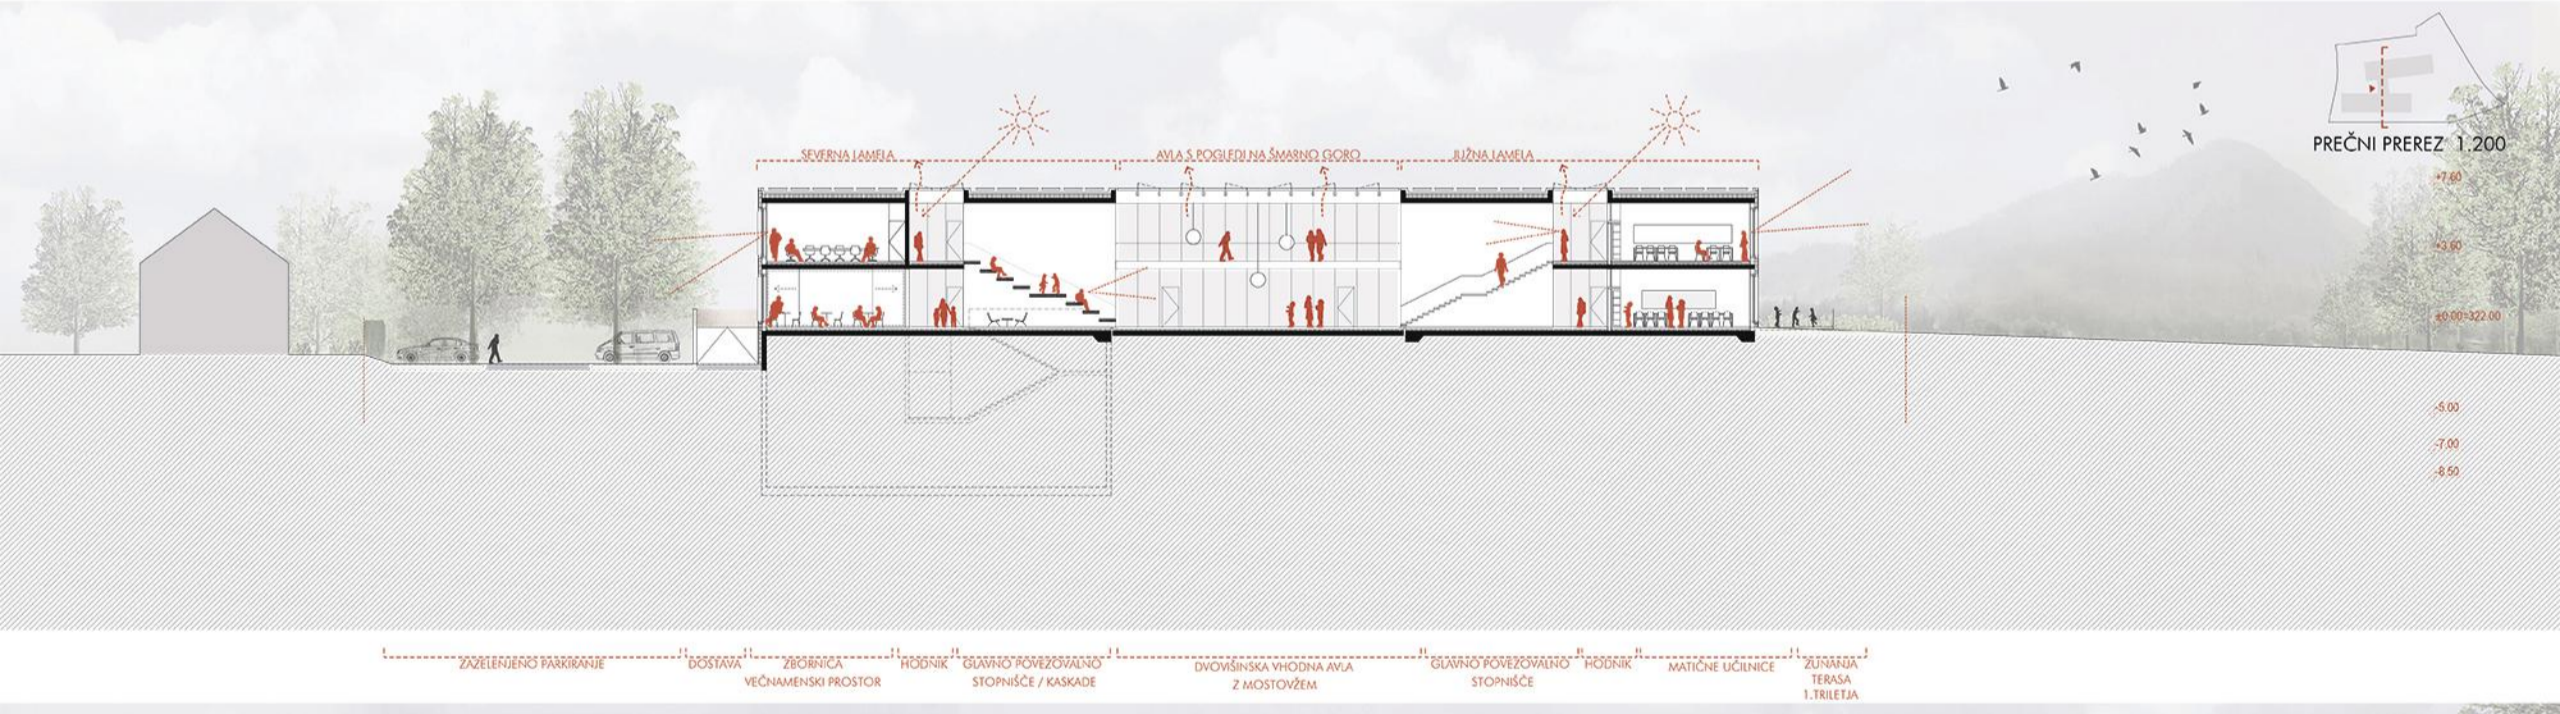 SEVERNA LAMELA
AVLA S POGLEDI NA ŠMARNO GORO
JUŽNA LAMELA
PREČNI PREREZ 1.200
+7.60
+3.60
±0.00=322.00
-5.00
-7.00
-8.50
ZAZELENJENO PARKIRANJE
DOSTAVA
ZBORNICA
VEČNAMENSKI PROSTOR
HODNIK
GLAVNO POVEZOVALNO
STOPNIŠČE / KASKADE
DVOVIŠINSKA VHODNA AVLA
Z MOSTOVŽEM
GLAVNO POVEZOVALNO
STOPNIŠČE
HODNIK
MATIČNE UČILNICE
ZUNANJA
TERASA
1.TRILETJA